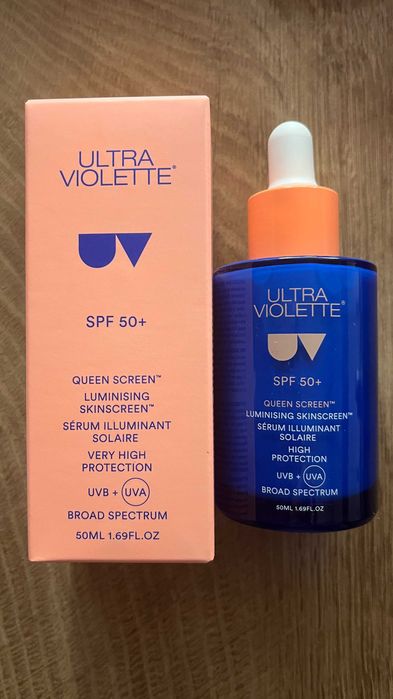 ULTRA
VIOLETTE®
UV
SPF 50+
QUEEN SCREEN™
LUMINISING
SKINSCREEN™
SÉRUM ILLUMINANT
SOLAIRE
VERY HIGH
PROTECTION
UVB + UVA
BROAD SPECTRUM
50ML 1.69FL.OZ
ULTRA
VIOLETTE®
UV
SPF 50+
QUEEN SCREEN™
LUMINISING SKINSCREEN™
SÉRUM ILLUMINANT
SOLAIRE
HIGH
PROTECTION
UVB + UVA
BROAD SPECTRUM
50ML 1.69FL.OZ